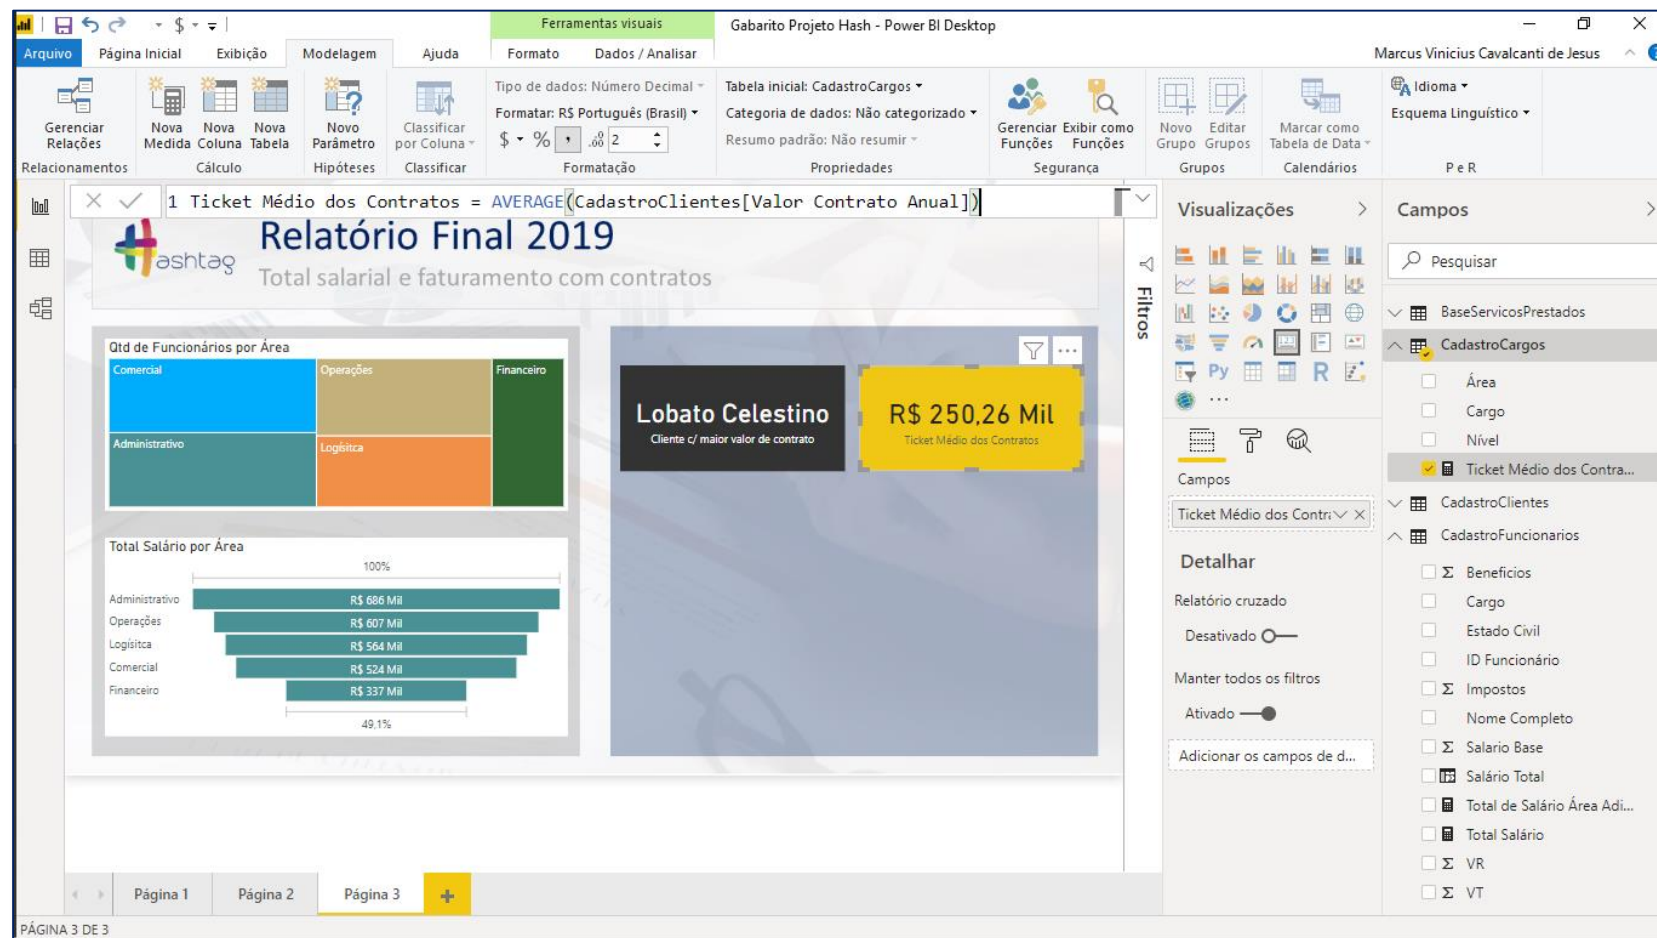 Ferramentas visuais
Gabarito Projeto Hash - Power BI Desktop
Arquivo Página Inicial Exibição Modelagem Ajuda Formato Dados / Analisar Marcus Vinicius Cavalcanti de Jesus
Gerenciar
Relações
Relacionamentos
Nova
Medida
Nova
Coluna
Nova
Tabela
Cálculo
Novo
Parâmetro
Hipóteses
Classificar
por Coluna
Classificar
Tipo de dados: Número Decimal
Formatar: R$ Português (Brasil)
$ % , .00 2
Formatação
Tabela inicial: CadastroCargos
Categoria de dados: Não categorizado
Resumo padrão: Não resumir
Propriedades
Gerenciar
Funções
Exibir como
Funções
Segurança
Novo
Grupo
Editar
Grupos
Grupos
Marcar como
Tabela de Data
Calendários
Idioma
Esquema Linguístico
P e R
1 Ticket Médio dos Contratos = AVERAGE(CadastroClientes[Valor Contrato Anual])
Hashtag
Relatório Final 2019
Total salarial e faturamento com contratos
Qtd de Funcionários por Área
Comercial
Operações
Financeiro
Administrativo
Logísitca
Total Salário por Área
100%
Administrativo R$ 686 Mil
Operações R$ 607 Mil
Logísitca R$ 564 Mil
Comercial R$ 524 Mil
Financeiro R$ 337 Mil
49,1%
Lobato Celestino
Cliente c/ maior valor de contrato
R$ 250,26 Mil
Ticket Médio dos Contratos
Filtros
Visualizações
Py
R
Campos
Ticket Médio dos Contr
Detalhar
Relatório cruzado
Desativado
Manter todos os filtros
Ativado
Adicionar os campos de d...
Campos
Pesquisar
BaseServicosPrestados
CadastroCargos
Área
Cargo
Nível
Ticket Médio dos Contra...
CadastroClientes
CadastroFuncionarios
Σ Beneficios
Cargo
Estado Civil
ID Funcionário
Σ Impostos
Nome Completo
Σ Salario Base
Salário Total
Total de Salário Área Adi...
Total Salário
Σ VR
Σ VT
Página 1 Página 2 Página 3 +
PÁGINA 3 DE 3